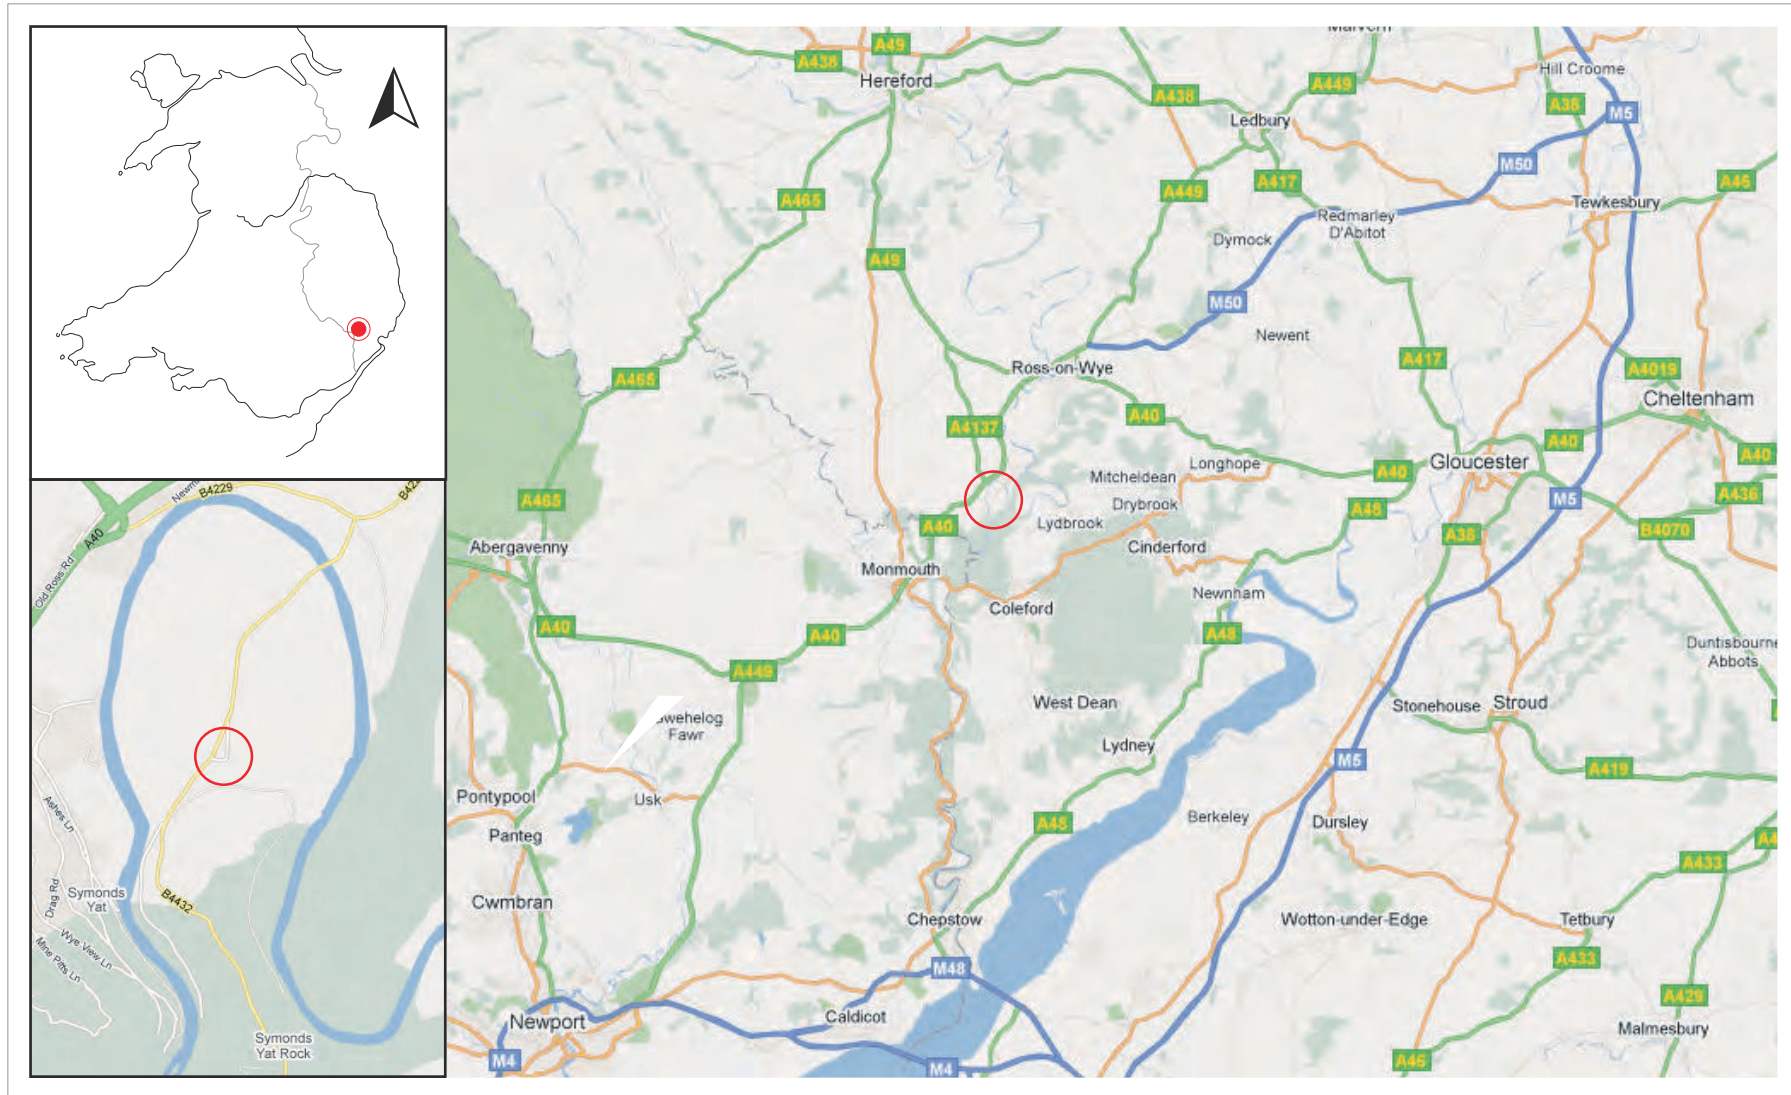 A49
A438
Hereford
Hill Croome
A449
A438
A38
M5
Ledbury
M50
A417
A449
A46
A465
Tewkesbury
Redmarley
D'Abitot
Dymock
A49
M50
Newent
A417
Ross-on-Wye
A4019
A465
Cheltenham
A40
A4137
A40
A40
Gloucester
Longhope
A40
Mitcheldean
A436
M5
A465
Drybrook
A48
Lydbrook
A40
B4070
A38
Abergavenny
Cinderford
Monmouth
Newnham
Coleford
A40
A40
A48
Duntisbourne
Abbots
A449
West Dean
Stonehouse
Stroud
Fawr
Lydney
M5
A419
Pontypool
Usk
Berkeley
A48
Dursley
Panteg
A433
Cwmbran
Chepstow
Wotton-under-Edge
Tetbury
A433
M48
A429
Caldicot
Newport
Malmesbury
M4
M4
A46
B4229
A40
Old Ross Rd
Ashes Ln
Drag Rd
Symonds
Yat
B4432
Wye View Ln
Mine Pitts Ln
Symonds
Yat Rock